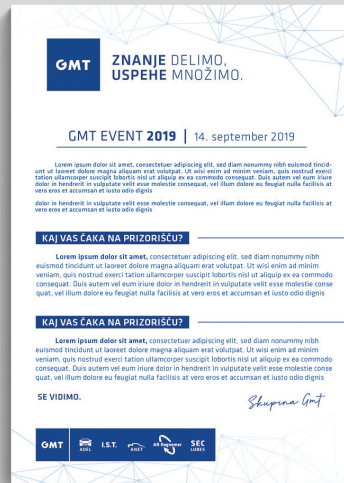 GMT
ZNANJE DELIMO,
USPEHE MNOŽIMO.
GMT EVENT 2019 | 14. september 2019
Lorem ipsum dolor sit amet, consectetuer adipiscing elit, sed diam nonummy nibh euismod tincid-
unt ut laoreet dolore magna aliquam erat volutpat. Ut wisi enim ad minim veniam, quis nostrud exerci
tation ullamcorper suscipit lobortis nisl ut aliquip ex ea commodo consequat. Duis autem vel eum iriure
dolor in hendrerit in vulputate velit esse molestie consequat, vel illum dolore eu feugiat nulla facilisis at
vero eros et accumsan et iusto odio dignis
dolor in hendrerit in vulputate velit esse molestie consequat, vel illum dolore eu feugiat nulla facilisis at
vero eros et accumsan et iusto odio dignis
KAJ VAS ČAKA NA PRIZORIŠČU?
Lorem ipsum dolor sit amet, consectetuer adipiscing elit, sed diam nonummy nibh
euismod tincidunt ut laoreet dolore magna aliquam erat volutpat. Ut wisi enim ad minim
veniam, quis nostrud exerci tation ullamcorper suscipit lobortis nisl ut aliquip ex ea commodo
consequat. Duis autem vel eum iriure dolor in hendrerit in vulputate velit esse molestie conse
quat, vel illum dolore eu feugiat nulla facilisis at vero eros et accumsan et iusto odio dignis
KAJ VAS ČAKA NA PRIZORIŠČU?
Lorem ipsum dolor sit amet, consectetuer adipiscing elit, sed diam nonummy nibh
euismod tincidunt ut laoreet dolore magna aliquam erat volutpat. Ut wisi enim ad minim
veniam, quis nostrud exerci tation ullamcorper suscipit lobortis nisl ut aliquip ex ea commodo
consequat. Duis autem vel eum iriure dolor in hendrerit in vulputate velit esse molestie conse
quat, vel illum dolore eu feugiat nulla facilisis at vero eros et accumsan et iusto odio dignis
SE VIDIMO.
Skupina Gmt
GMT ADEL I.S.T. ANET AR Wagner SEC LUBES